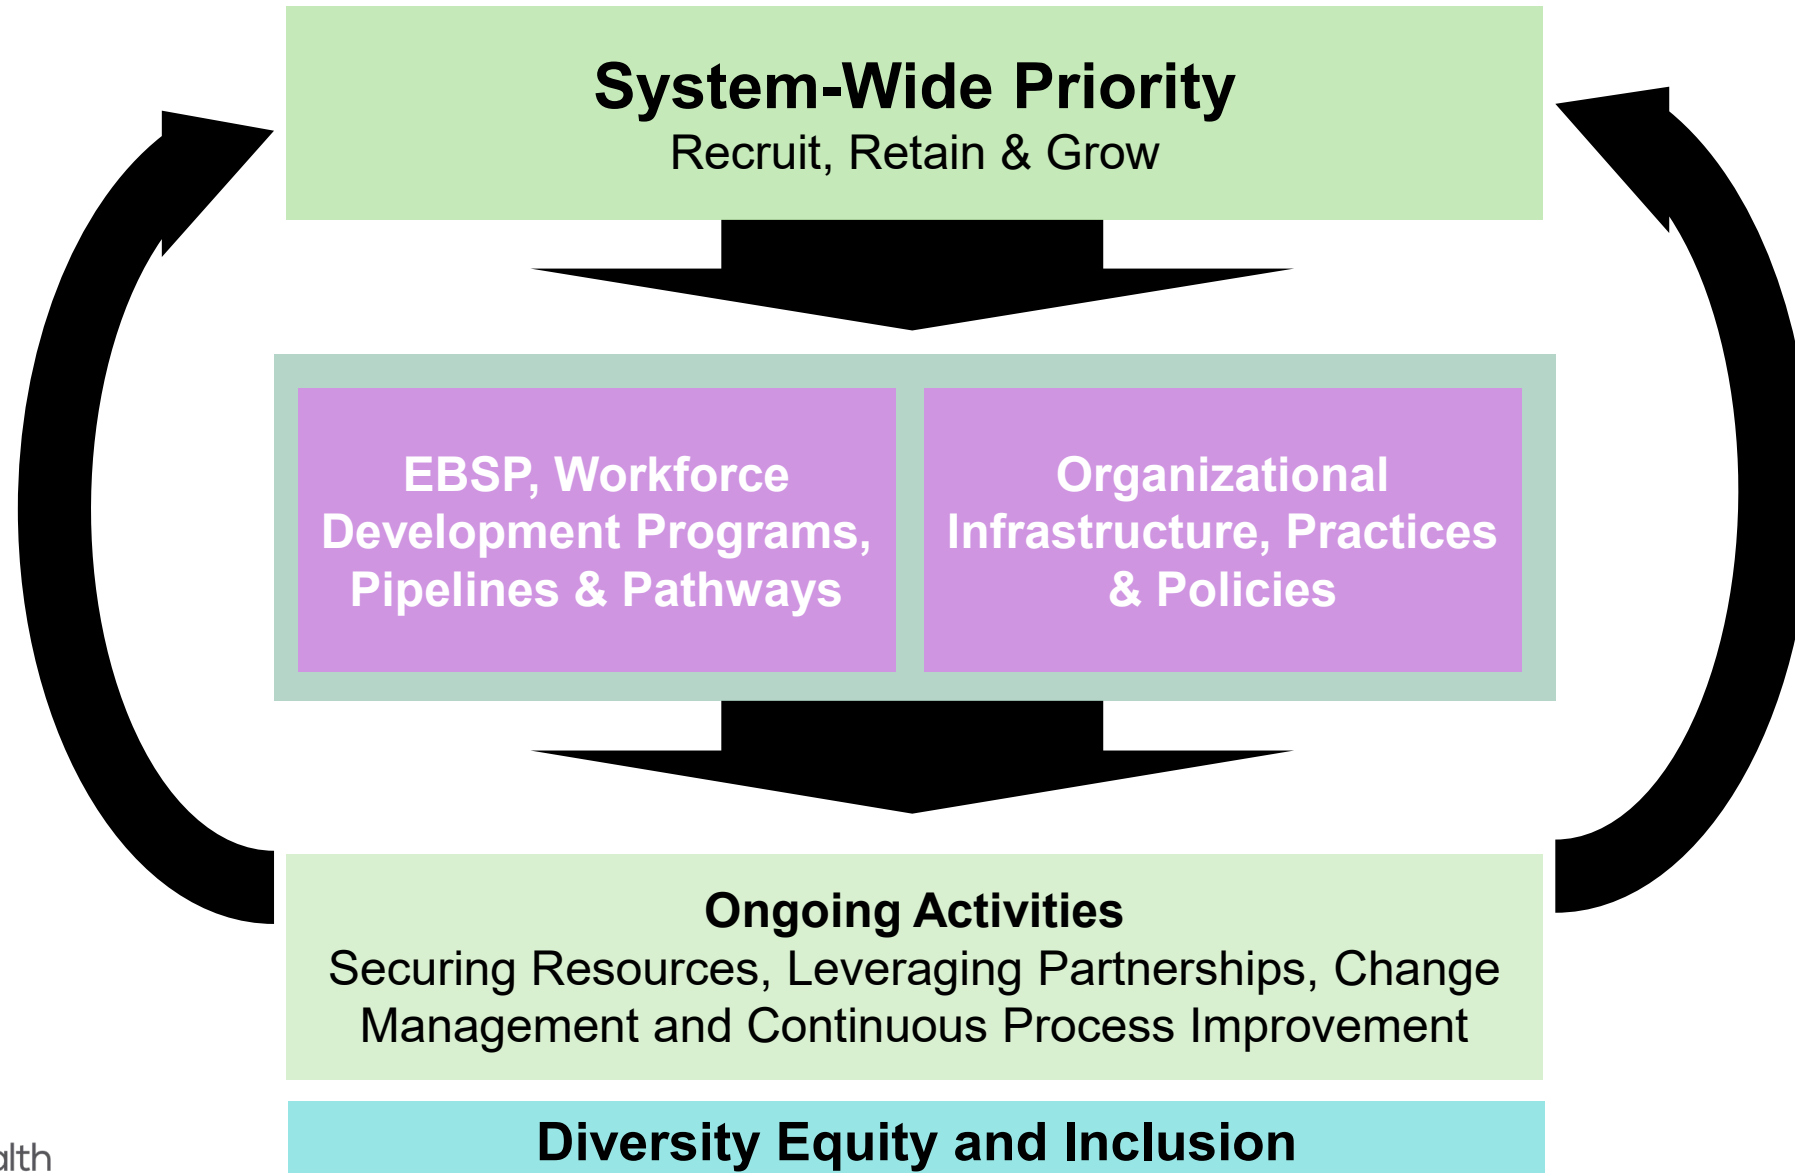 System-Wide Priority
Recruit, Retain & Grow
EBSP, Workforce
Development Programs,
Pipelines & Pathways
Organizational
Infrastructure, Practices
& Policies
Ongoing Activities
Securing Resources, Leveraging Partnerships, Change
Management and Continuous Process Improvement
Diversity Equity and Inclusion